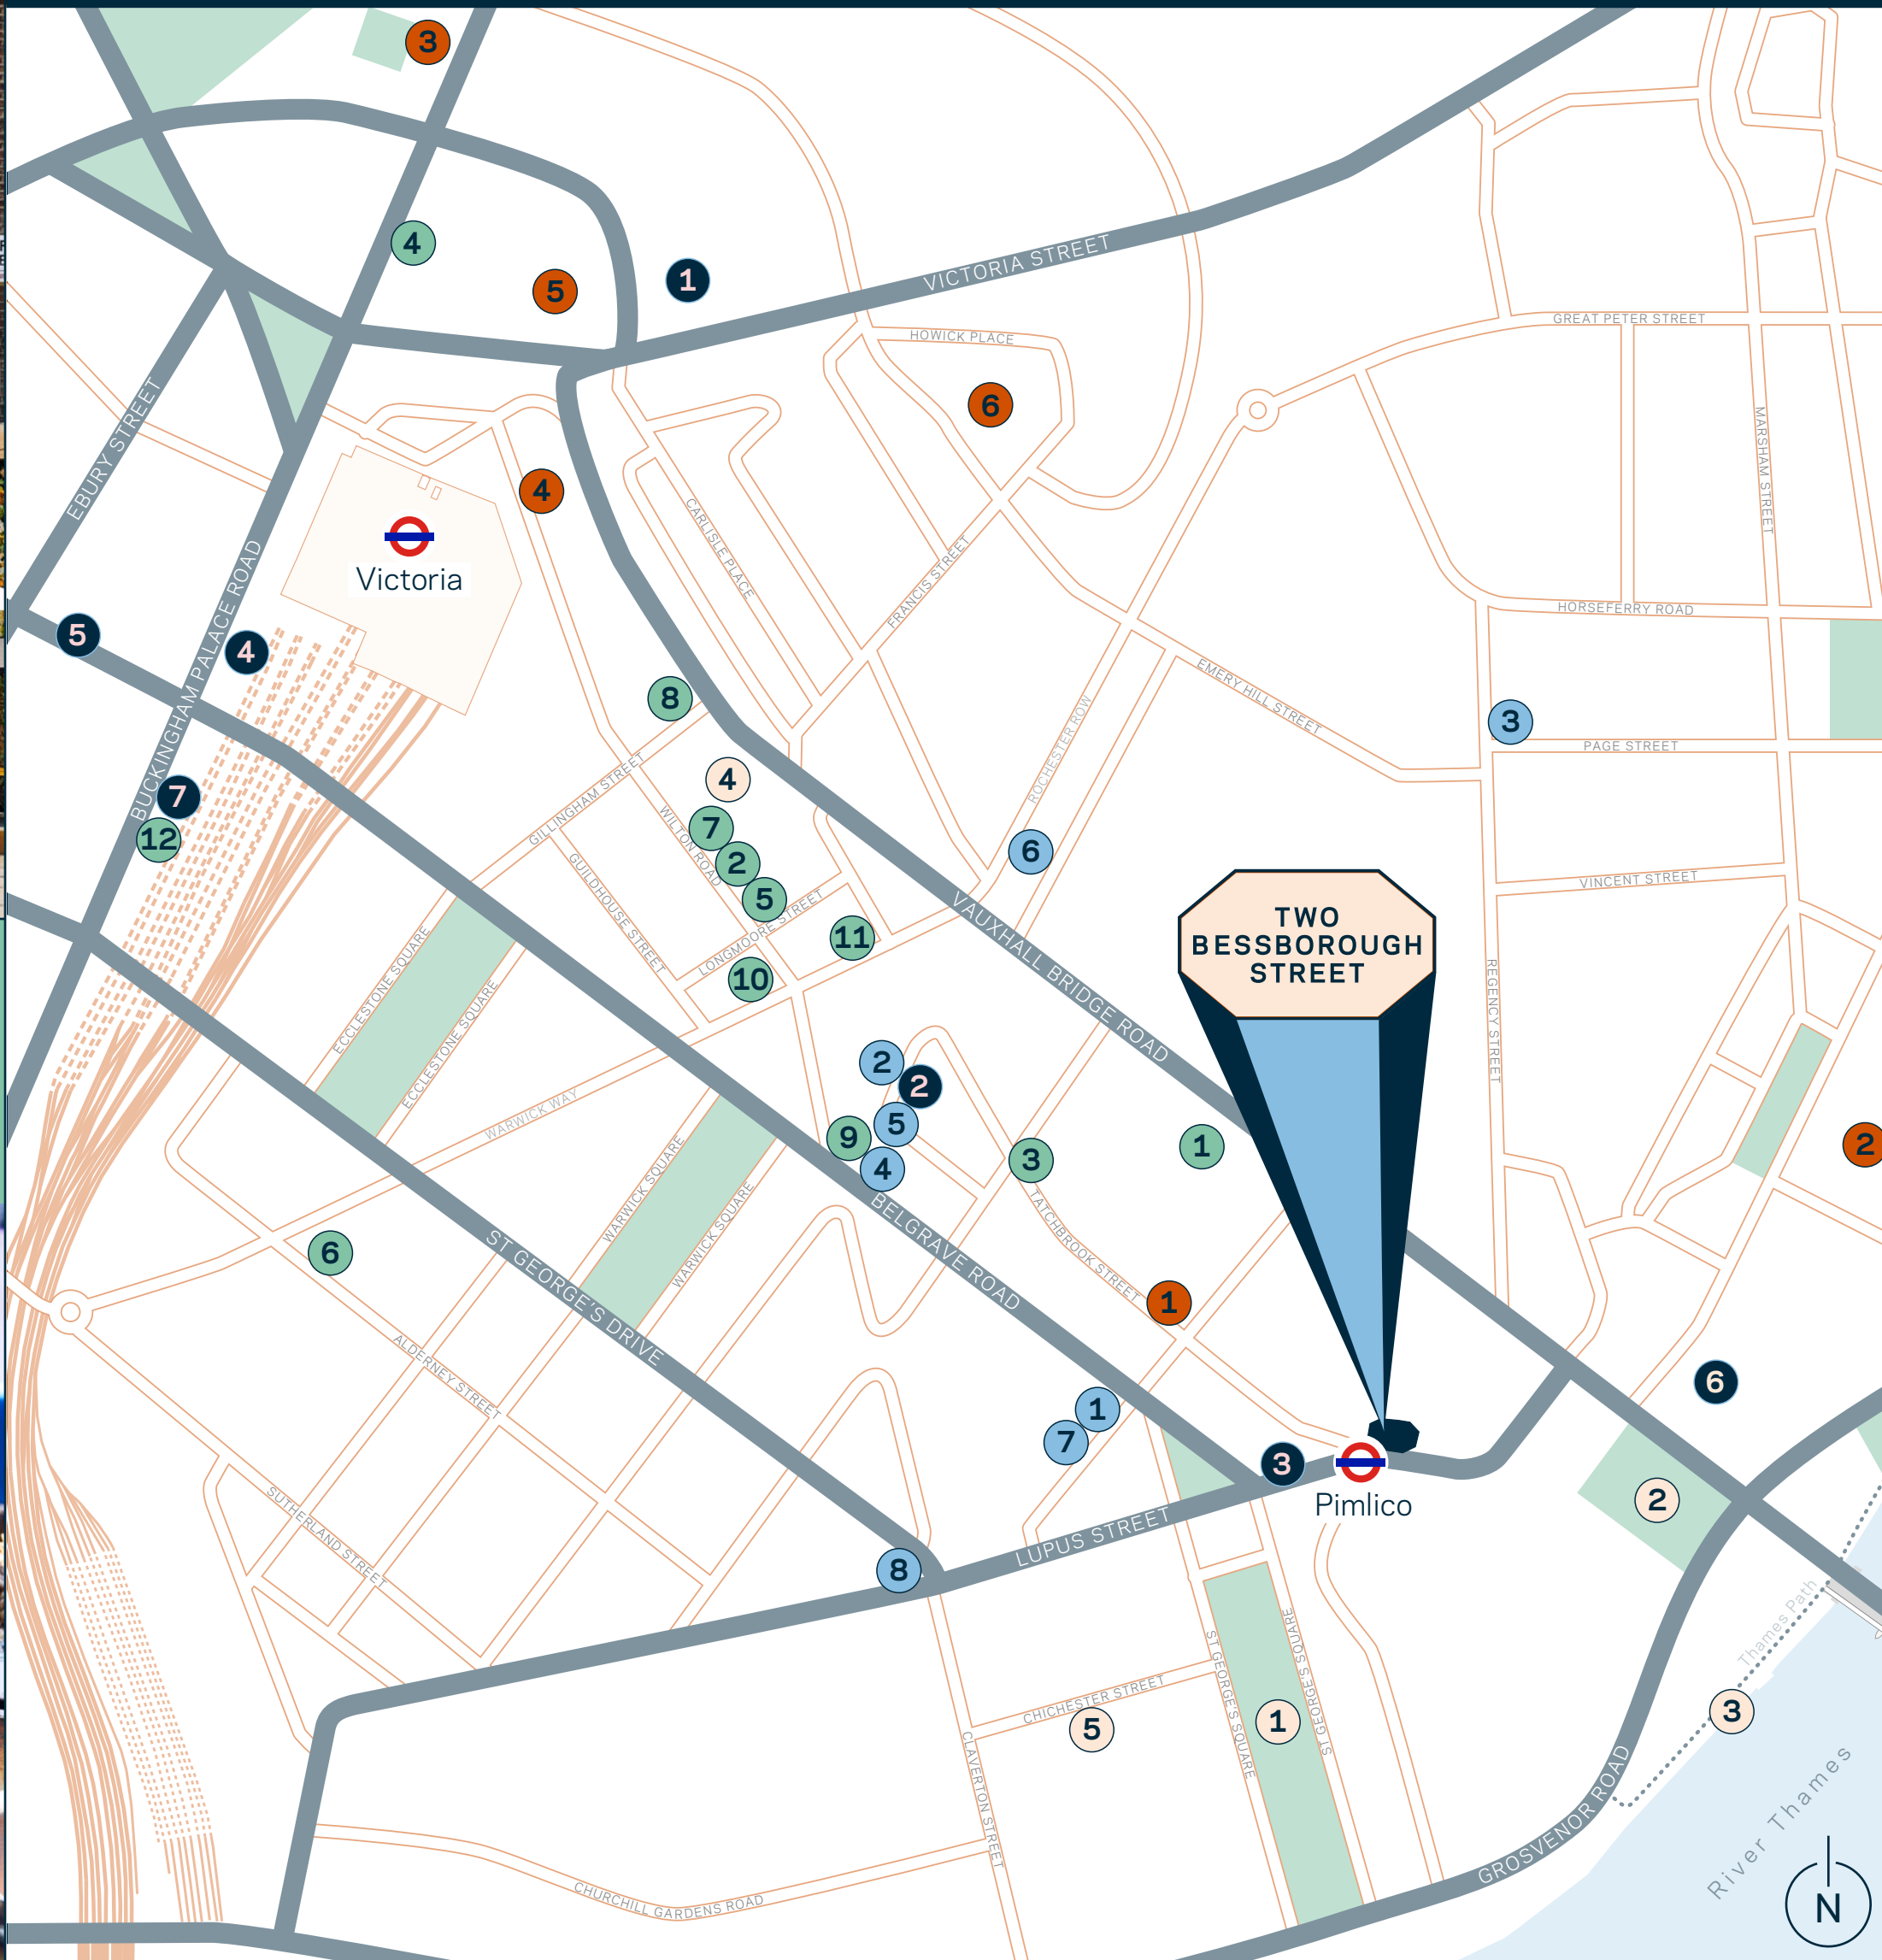 3
4
5
1
VICTORIA STREET
HOWICK PLACE
GREAT PETER STREET
6
EBURY STREET
4
MARSHAM STREET
CARLISLE PLACE
Victoria
FRANCIS STREET
HORSEFERRY ROAD
5
4
BUCKINGHAM PALACE ROAD
8
EMERY HILL STREET
3
PAGE STREET
ROCHESTER ROW
4
7
12
GILLINGHAM STREET
WILTON ROAD
7
2
5
6
GUILDHOUSE STREET
LONGMOORE STREET
VINCENT STREET
11
10
VAUXHALL BRIDGE ROAD
TWO
BESSBOROUGH
STREET
REGENCY STREET
ECCLESTONE SQUARE
ECCLESTONE SQUARE
WARWICK WAY
2
2
5
9
4
3
1
2
WARWICK SQUARE
WARWICK SQUARE
BELGRAVE ROAD
TATCHBROOK STREET
6
ST GEORGE'S DRIVE
1
ALDERNEY STREET
6
1
7
3
Pimlico
2
SUTHERLAND STREET
LUPUS STREET
8
Thames Path
ST GEORGE'S SQUARE
ST GEORGE'S SQUARE
CHICHESTER STREET
5
1
3
CLAVERTON STREET
GROSVENOR ROAD
River Thames
CHURCHILL GARDENS ROAD
N